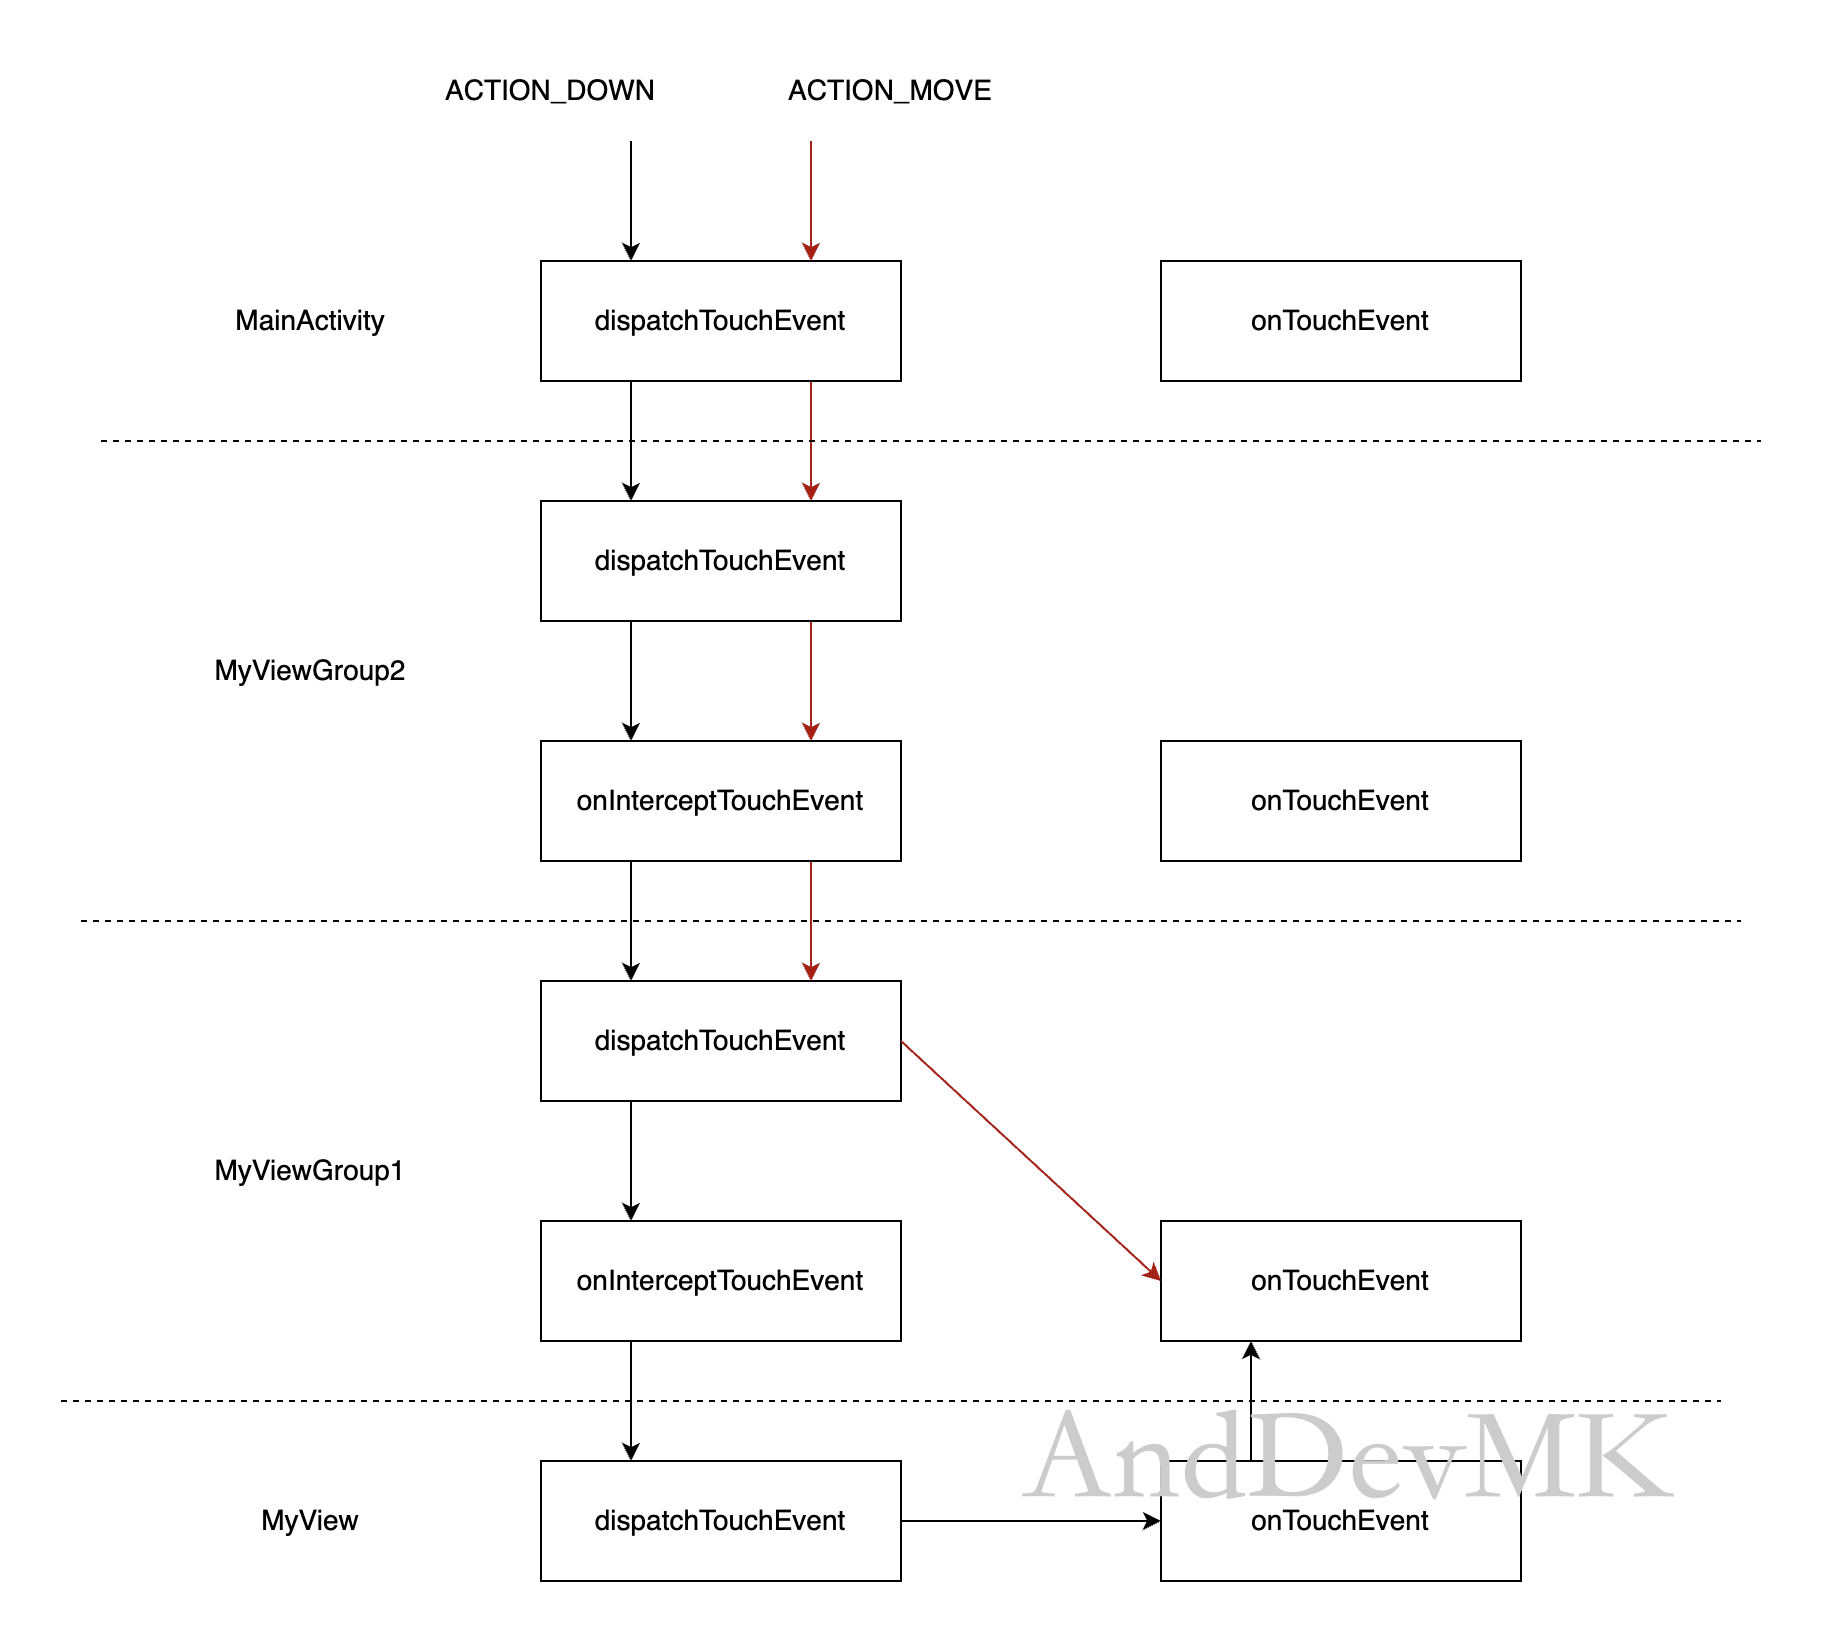 ACTION_DOWN
ACTION_MOVE
MainActivity
dispatchTouchEvent
onTouchEvent
dispatchTouchEvent
MyViewGroup2
onInterceptTouchEvent
onTouchEvent
dispatchTouchEvent
MyViewGroup1
onInterceptTouchEvent
onTouchEvent
AndDevMK
MyView
dispatchTouchEvent
onTouchEvent